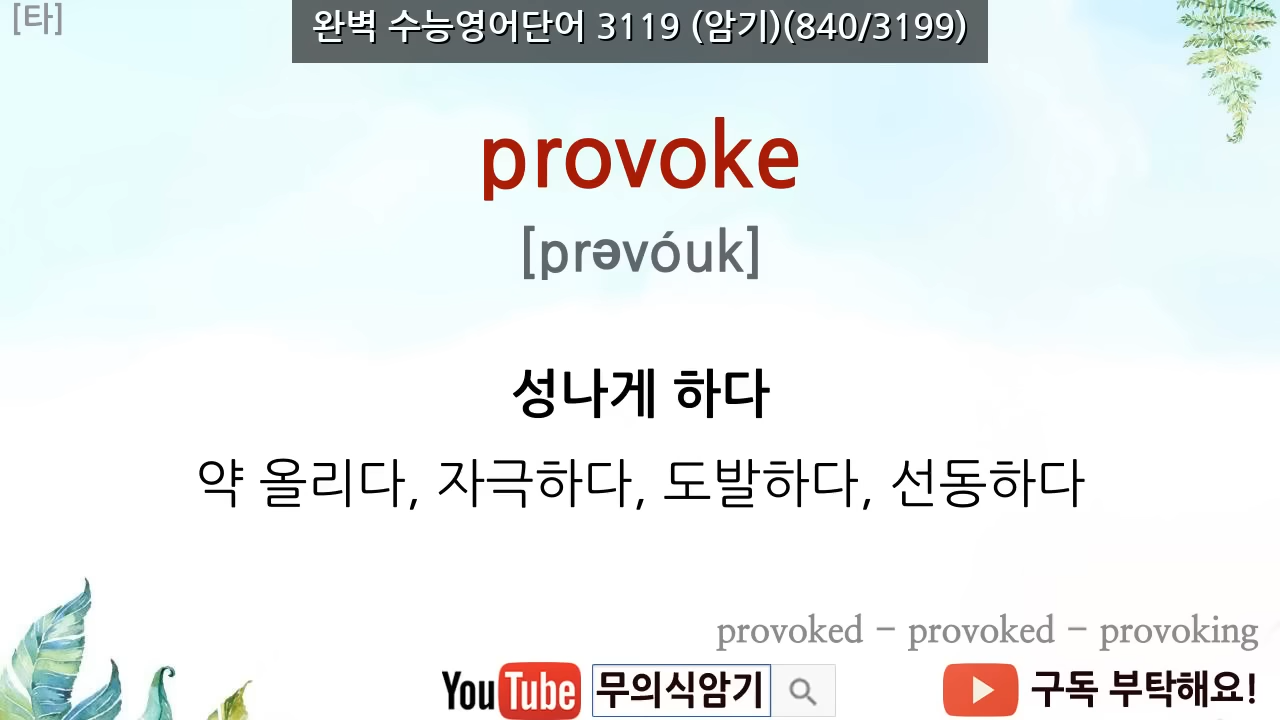 [타]
완벽 수능영어단어 3119 (암기)(840/3199)
provoke
[prəvóuk]
성나게 하다
약 올리다, 자극하다, 도발하다, 선동하다
provoked - provoked - provoking
YouTube 무의식암기 구독 부탁해요!